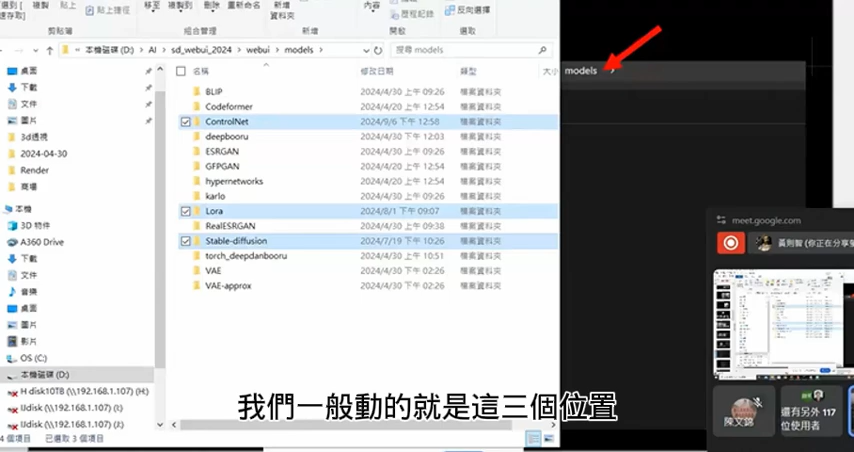 複製
貼上
貼上捷徑
移至
複製到
刪除
重新命名
新增
資料夾
內容
歷程記錄
開啟
反向選擇
剪貼簿
組合管理
新增
開啟
選取
本機磁碟 (D:) > AI > sd_webui_2024 > webui > models >
搜尋 models
名稱 修改日期 類型 大小
桌面
下載
文件
圖片
3d透視
2024-04-30
Render
商場
本機
3D 物件
A360 Drive
下載
文件
音樂
桌面
圖片
影片
OS (C:)
本機磁碟 (D:)
H disk10TB (\\192.168.1.107) (H:)
IJdisk (\\192.168.1.107) (I:)
IJdisk (\\192.168.1.107) (J:)
4 個項目 已選取 3 個項目
BLIP 2024/4/30 上午 09:26 檔案資料夾
Codeformer 2024/4/20 上午 12:54 檔案資料夾
ControlNet 2024/9/6 下午 12:58 檔案資料夾
deepbooru 2024/4/30 上午 12:03 檔案資料夾
ESRGAN 2024/4/30 上午 09:26 檔案資料夾
GFPGAN 2024/4/20 上午 12:54 檔案資料夾
hypernetworks 2024/4/20 上午 12:54 檔案資料夾
karlo 2024/4/30 上午 09:26 檔案資料夾
Lora 2024/8/1 下午 09:07 檔案資料夾
RealESRGAN 2024/4/30 上午 09:38 檔案資料夾
Stable-diffusion 2024/7/19 下午 10:26 檔案資料夾
torch_deepdanbooru 2024/4/30 上午 10:51 檔案資料夾
VAE 2024/4/30 上午 02:26 檔案資料夾
VAE-approx 2024/4/30 上午 02:26 檔案資料夾
models >
meet.google.com
(你正在分享螢
陳文錦
還有另外 117
位使用者
我們一般動的就是這三個位置